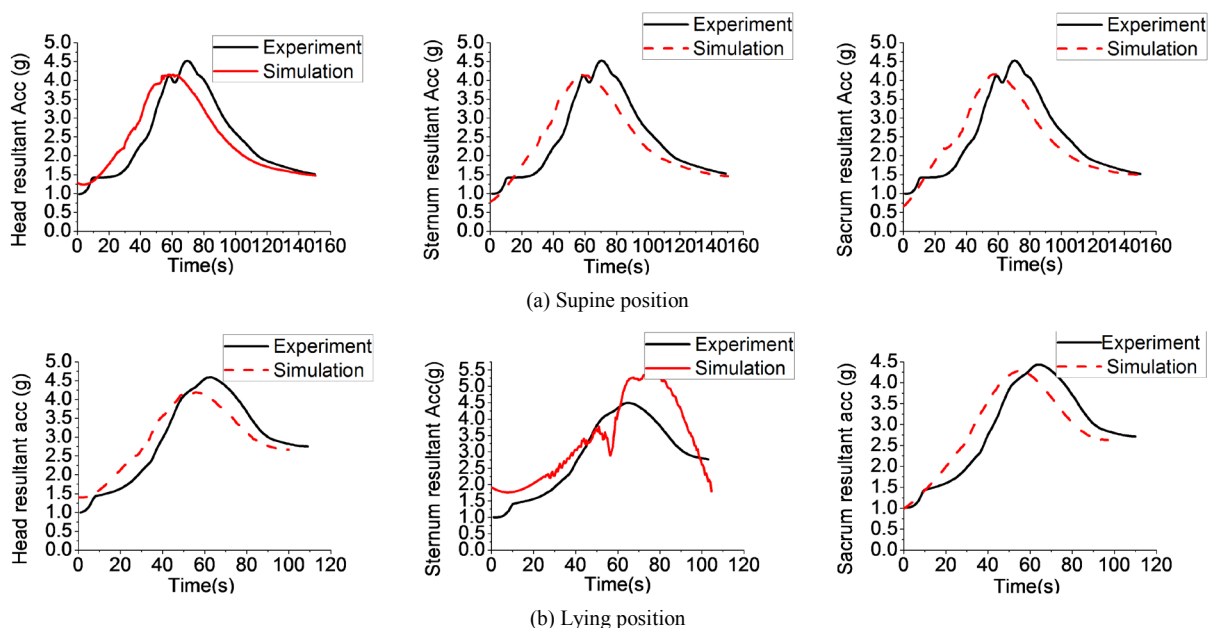 Head resultant Acc (g)
5.0
4.5
4.0
3.5
3.0
2.5
2.0
1.5
1.0
0.5
0.0
Experiment
Simulation
0 20 40 60 80 100120140160
Time(s)
Sternum resultant Acc (g)
5.0
4.5
4.0
3.5
3.0
2.5
2.0
1.5
1.0
0.5
0.0
Experiment
Simulation
0 20 40 60 80 100120140160
Time(s)
Sacrum resultant Acc (g)
5.0
4.5
4.0
3.5
3.0
2.5
2.0
1.5
1.0
0.5
0.0
Experiment
Simulation
0 20 40 60 80 100120140160
Time(s)
(a) Supine position
Head resultant acc (g)
5.0
4.5
4.0
3.5
3.0
2.5
2.0
1.5
1.0
0.5
0.0
Experiment
Simulation
0 20 40 60 80 100 120
Time(s)
Sternum resultant Acc(g)
5.5
5.0
4.5
4.0
3.5
3.0
2.5
2.0
1.5
1.0
0.5
0.0
Experiment
Simulation
0 20 40 60 80 100 120
Time(s)
Sacrum resultant acc (g)
4.5
4.0
3.5
3.0
2.5
2.0
1.5
1.0
0.5
0.0
Experiment
Simulation
0 20 40 60 80 100 120
Time(s)
(b) Lying position